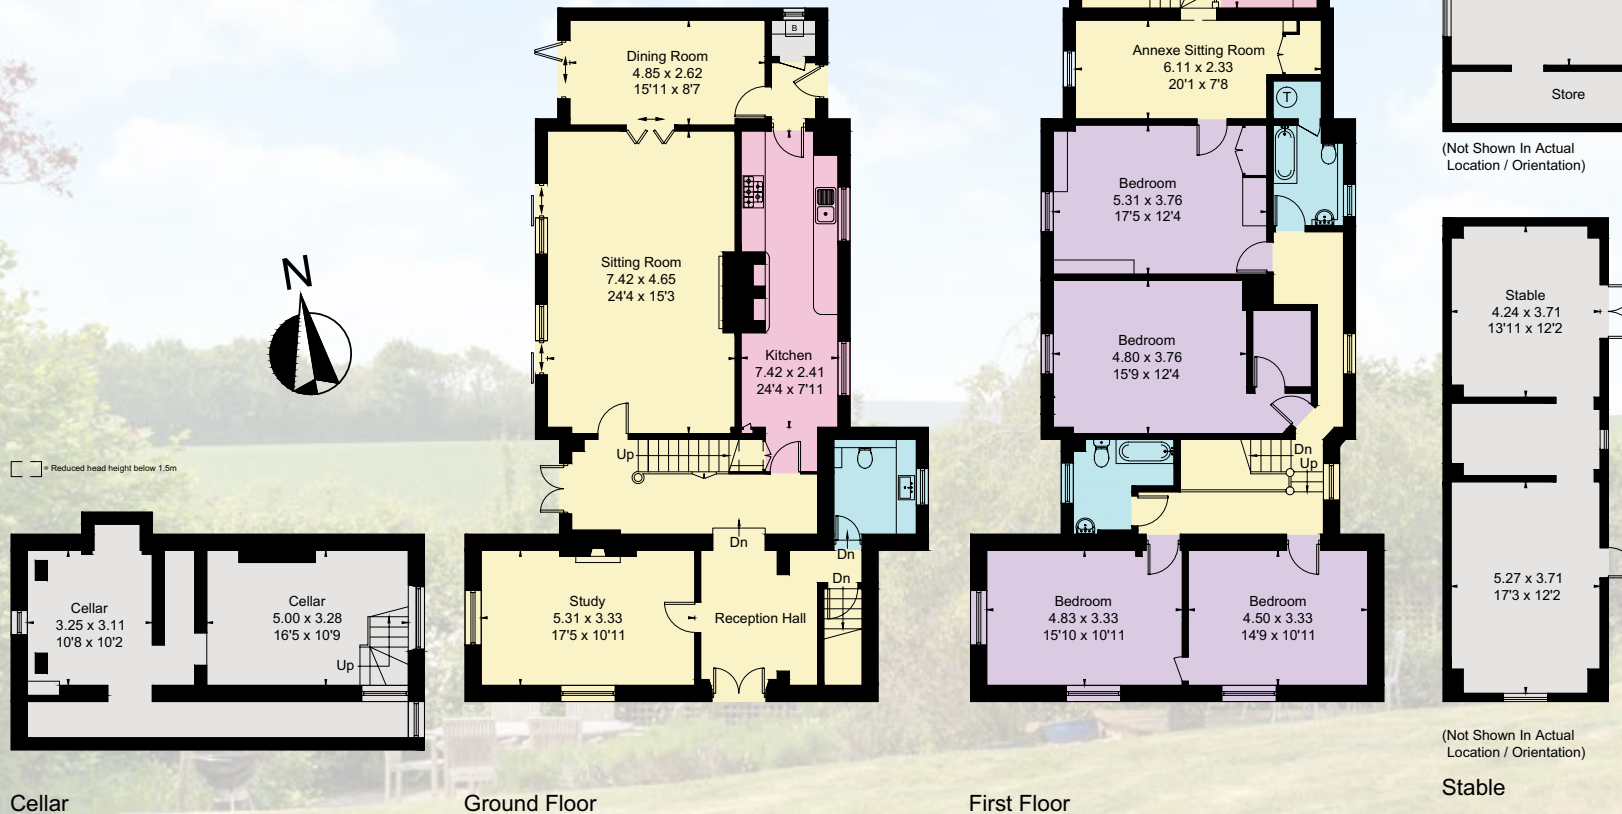 N
= Reduced head height below 1.5m
Cellar
3.25 x 3.11
10'8 x 10'2
Cellar
5.00 x 3.28
16'5 x 10'9
Up
Cellar
B
Dining Room
4.85 x 2.62
15'11 x 8'7
Sitting Room
7.42 x 4.65
24'4 x 15'3
Kitchen
7.42 x 2.41
24'4 x 7'11
Up
Dn
Dn
Dn
Study
5.31 x 3.33
17'5 x 10'11
Reception Hall
Ground Floor
Annexe Sitting Room
6.11 x 2.33
20'1 x 7'8
T
Bedroom
5.31 x 3.76
17'5 x 12'4
Bedroom
4.80 x 3.76
15'9 x 12'4
Dn
Up
Bedroom
4.83 x 3.33
15'10 x 10'11
Bedroom
4.50 x 3.33
14'9 x 10'11
First Floor
Store
(Not Shown In Actual
Location / Orientation)
Stable
4.24 x 3.71
13'11 x 12'2
5.27 x 3.71
17'3 x 12'2
(Not Shown In Actual
Location / Orientation)
Stable